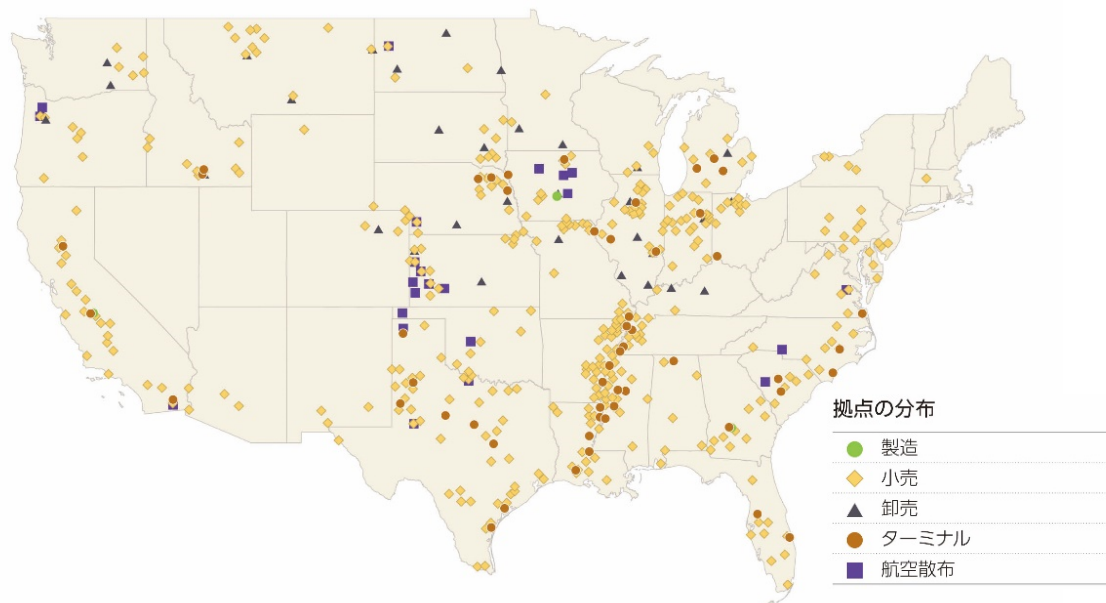 拠点の分布
製造
小売
卸売
ターミナル
航空散布